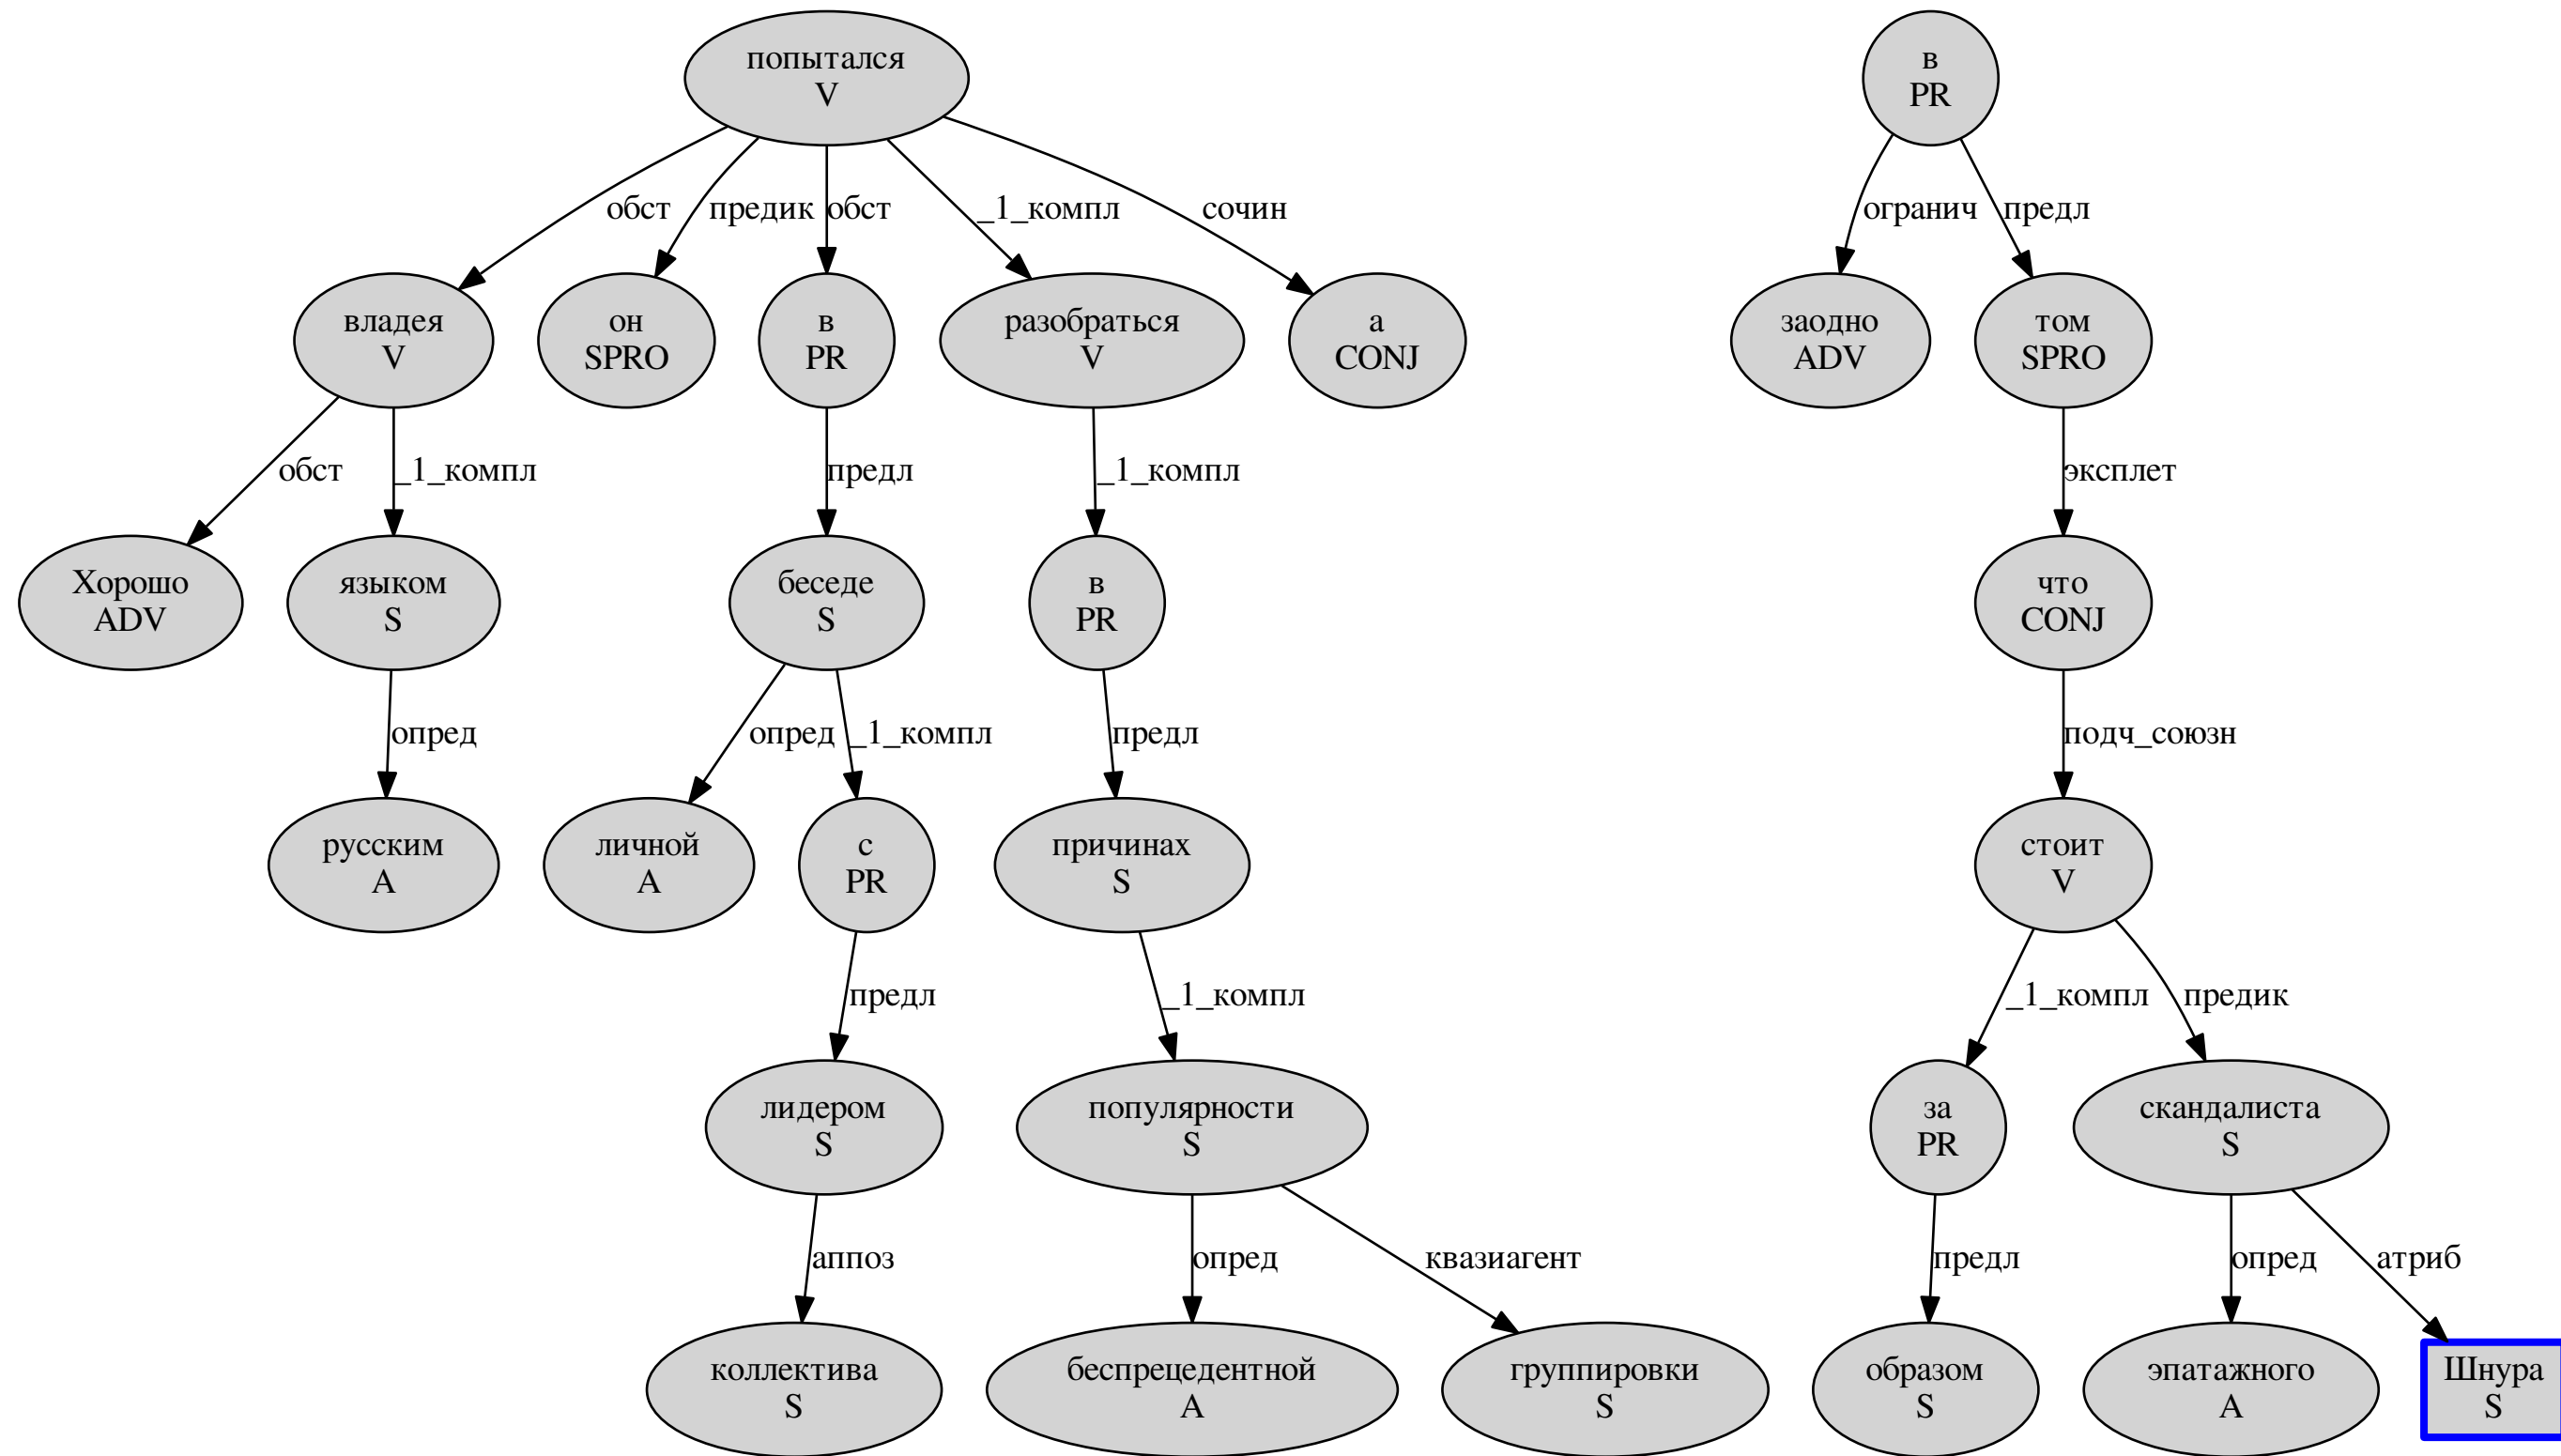 попытался
V
в
PR
обст
предик
обст
_1_компл
сочин
огранич
предл
владея
V
он
SPRO
в
PR
разобраться
V
а
CONJ
заодно
ADV
том
SPRO
обст
_1_компл
предл
_1_компл
эксплет
Хорошо
ADV
языком
S
беседе
S
в
PR
что
CONJ
опред
опред
_1_компл
предл
подч_союзн
русским
A
личной
A
с
PR
причинах
S
стоит
V
предл
_1_компл
_1_компл
предик
лидером
S
популярности
S
за
PR
скандалиста
S
аппоз
опред
квазиагент
предл
опред
атриб
коллектива
S
беспрецедентной
A
группировки
S
образом
S
эпатажного
A
Шнура
S